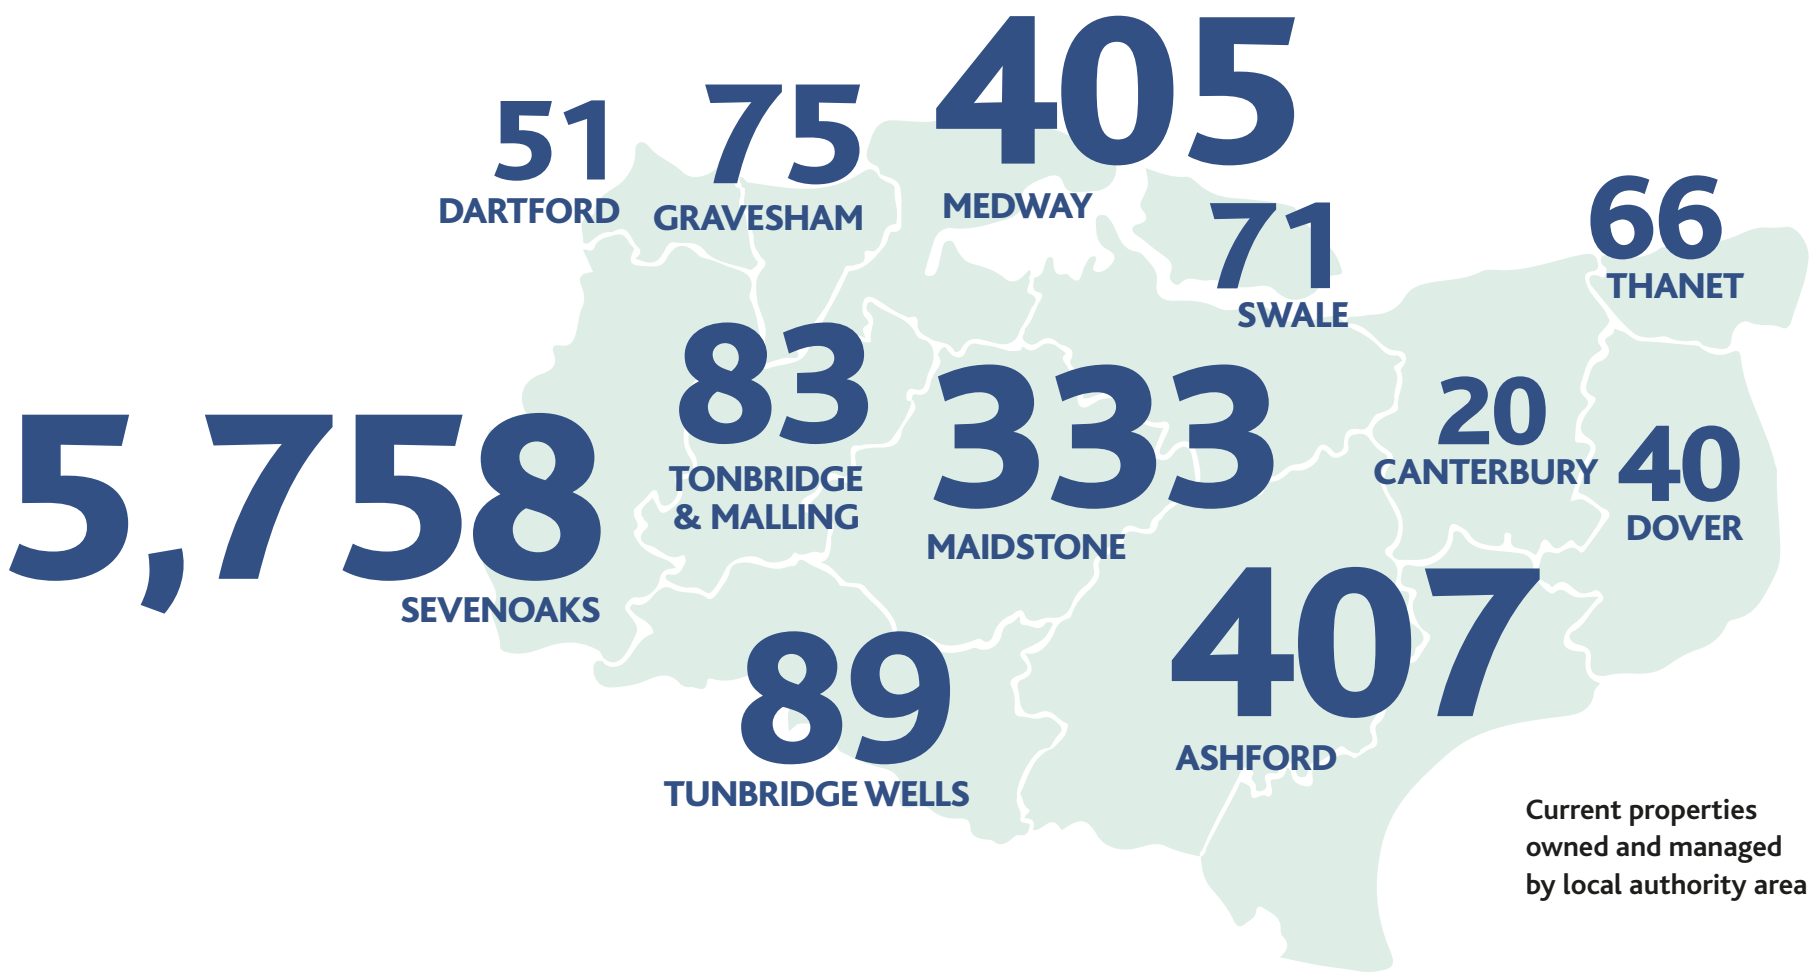 405
MEDWAY
51
DARTFORD
75
GRAVESHAM
71
SWALE
66
THANET
83
TONBRIDGE
& MALLING
333
MAIDSTONE
20
CANTERBURY
40
DOVER
5,758
SEVENOAKS
89
TUNBRIDGE WELLS
407
ASHFORD
Current properties
owned and managed
by local authority area